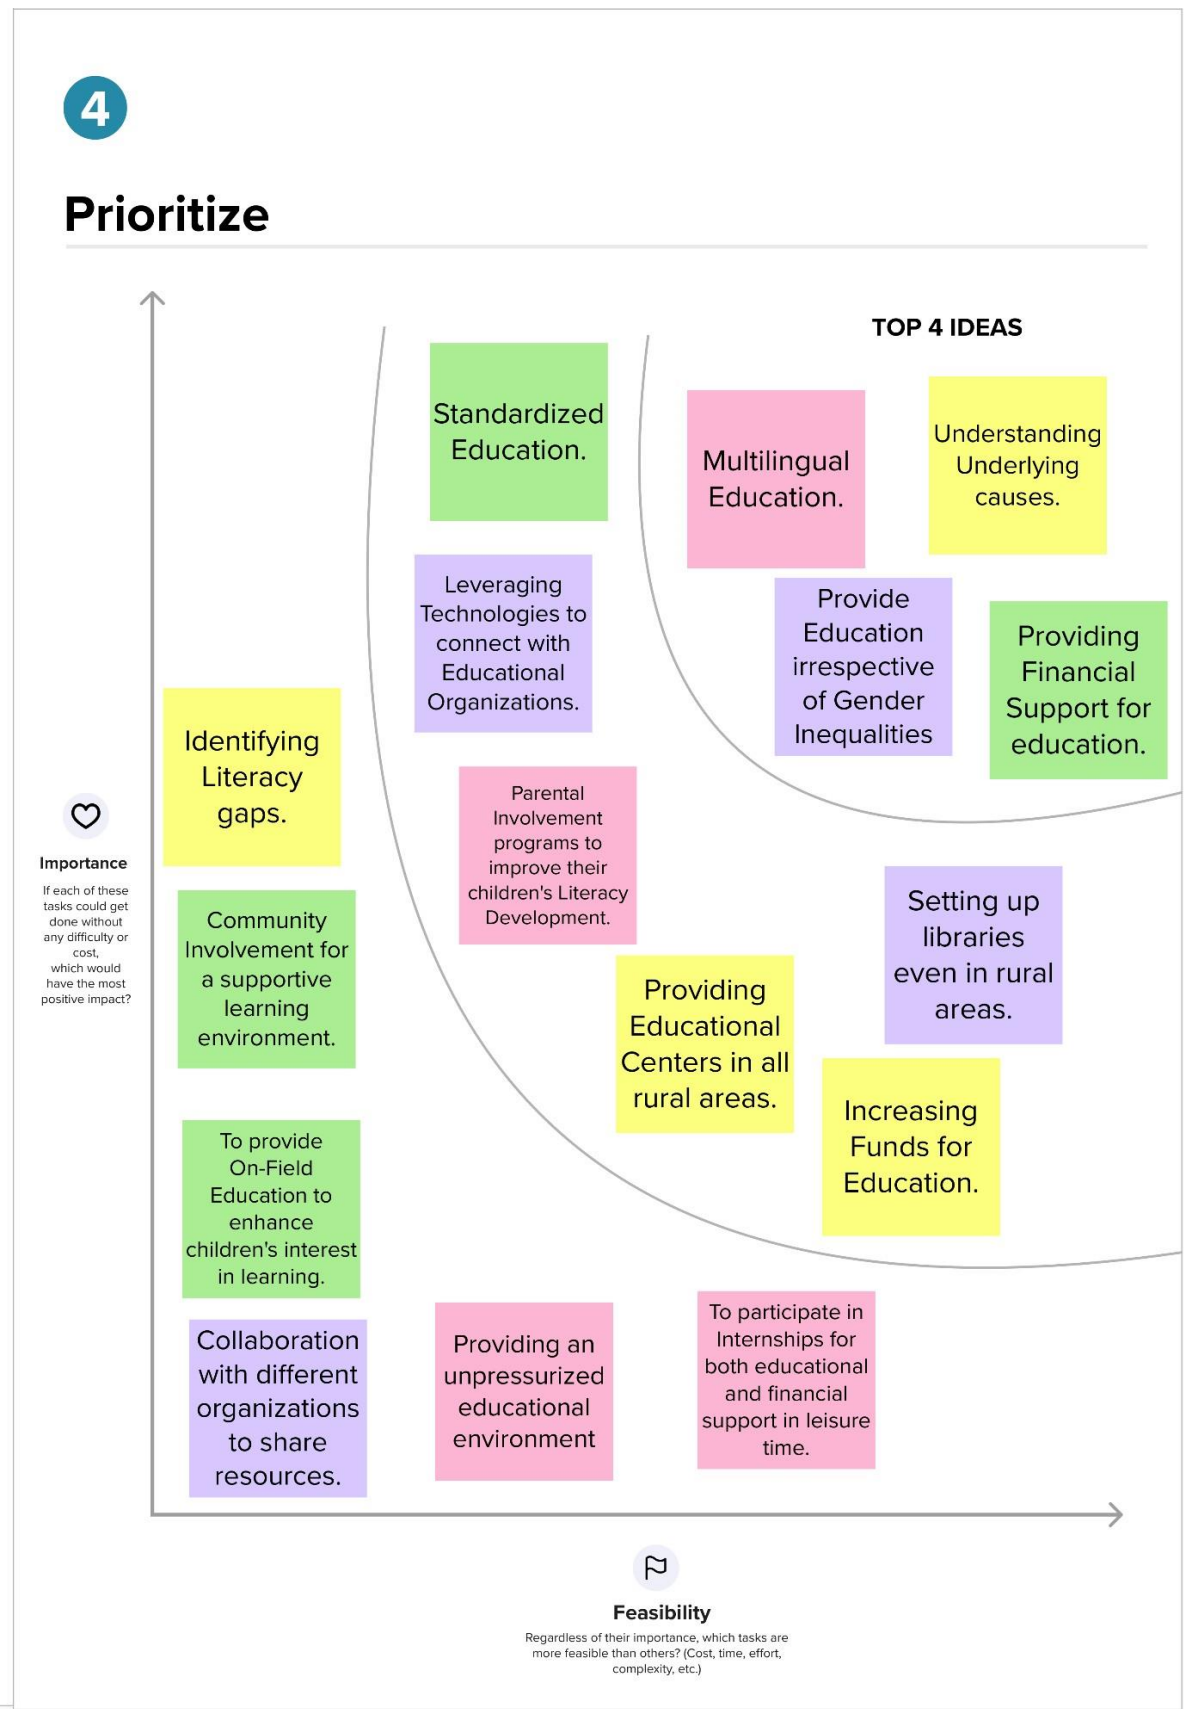 4
Prioritize
TOP 4 IDEAS
Standardized
Education.
Multilingual
Education.
Understanding
Underlying
causes.
Leveraging
Technologies to
connect with
Educational
Organizations.
Provide
Education
irrespective
of Gender
Inequalities
Providing
Financial
Support for
education.
Identifying
Literacy
gaps.
Parental
Involvement
programs to
improve their
children's Literacy
Development.
Importance
If each of these
tasks could get
done without
any difficulty or
cost,
which would
have the most
positive impact?
Community
Involvement for
a supportive
learning
environment.
Setting up
libraries
even in rural
areas.
Providing
Educational
Centers in all
rural areas.
Increasing
Funds for
Education.
To provide
On-Field
Education to
enhance
children's interest
in learning.
Collaboration
with different
organizations
to share
resources.
Providing an
unpressurized
educational
environment
To participate in
Internships for
both educational
and financial
support in leisure
time.
Feasibility
Regardless of their importance, which tasks are
more feasible than others? (Cost, time, effort,
complexity, etc.)